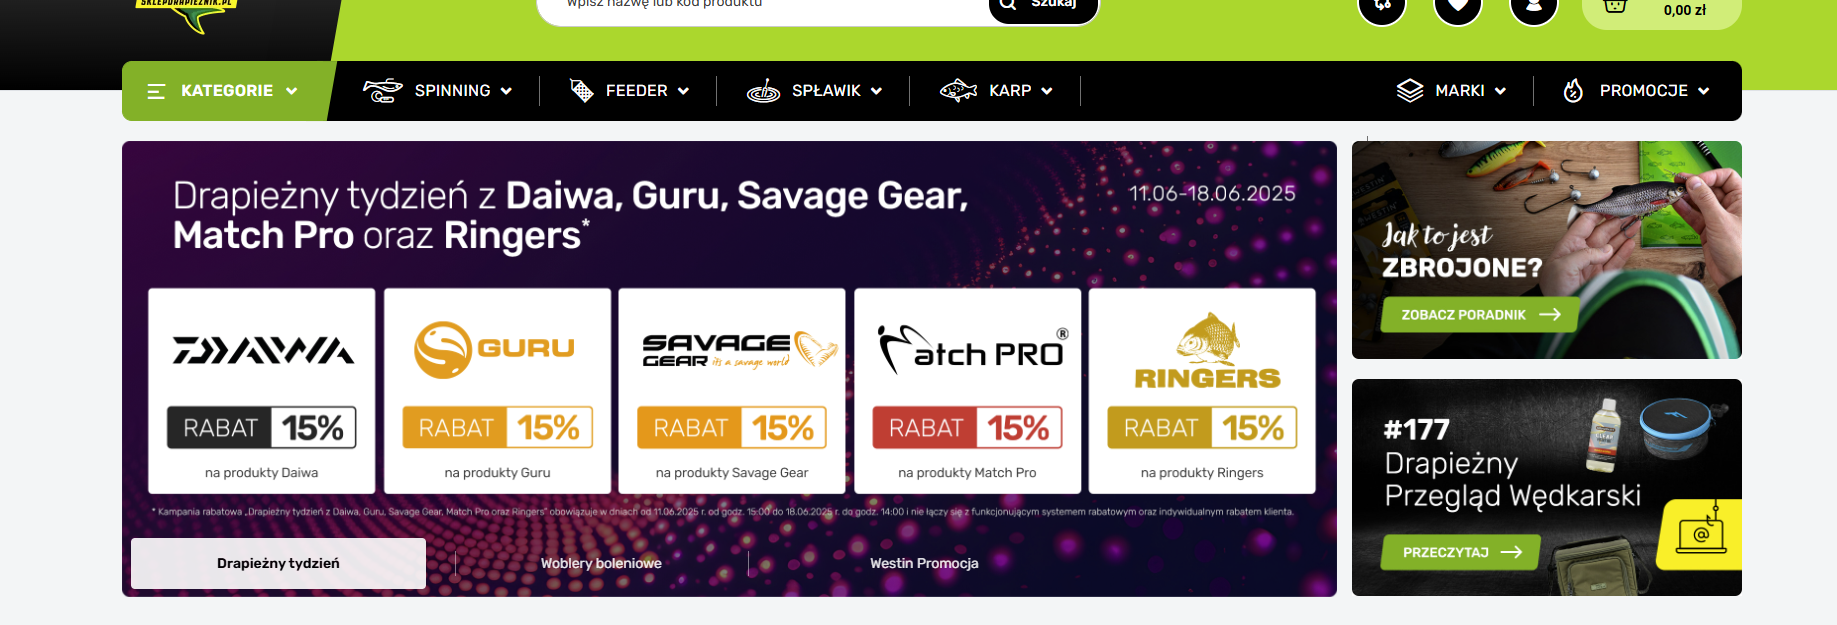 SKLEPDRAPIEZNIK.PL
Wpisz nazwę lub kod produktu
Szukaj
0,00 zł
KATEGORIE
SPINNING
FEEDER
SPŁAWIK
KARP
MARKI
PROMOCJE
Drapieżny tydzień z Daiwa, Guru, Savage Gear,
Match Pro oraz Ringers*
11.06-18.06.2025
DAIWA
GURU
SAVAGE
GEAR its a savage world
Match PRO®
RINGERS
RABAT 15%
RABAT 15%
RABAT 15%
RABAT 15%
RABAT 15%
na produkty Daiwa
na produkty Guru
na produkty Savage Gear
na produkty Match Pro
na produkty Ringers
* Kampania rabatowa „Drapieżny tydzień z Daiwa, Guru, Savage Gear, Match Pro oraz Ringers" obowiązuje w dniach od 11.06.2025 r. od godz. 15:00 do 18.06.2025 r. do godz. 14:00 i nie łączy się z funkcjonującym systemem rabatowym oraz indywidualnym rabatem klienta.
Drapieżny tydzień
Woblery boleniowe
Westin Promocja
Jak to jest
ZBROJONE?
ZOBACZ PORADNIK
#177
Drapieżny
Przegląd Wędkarski
PRZECZYTAJ
@